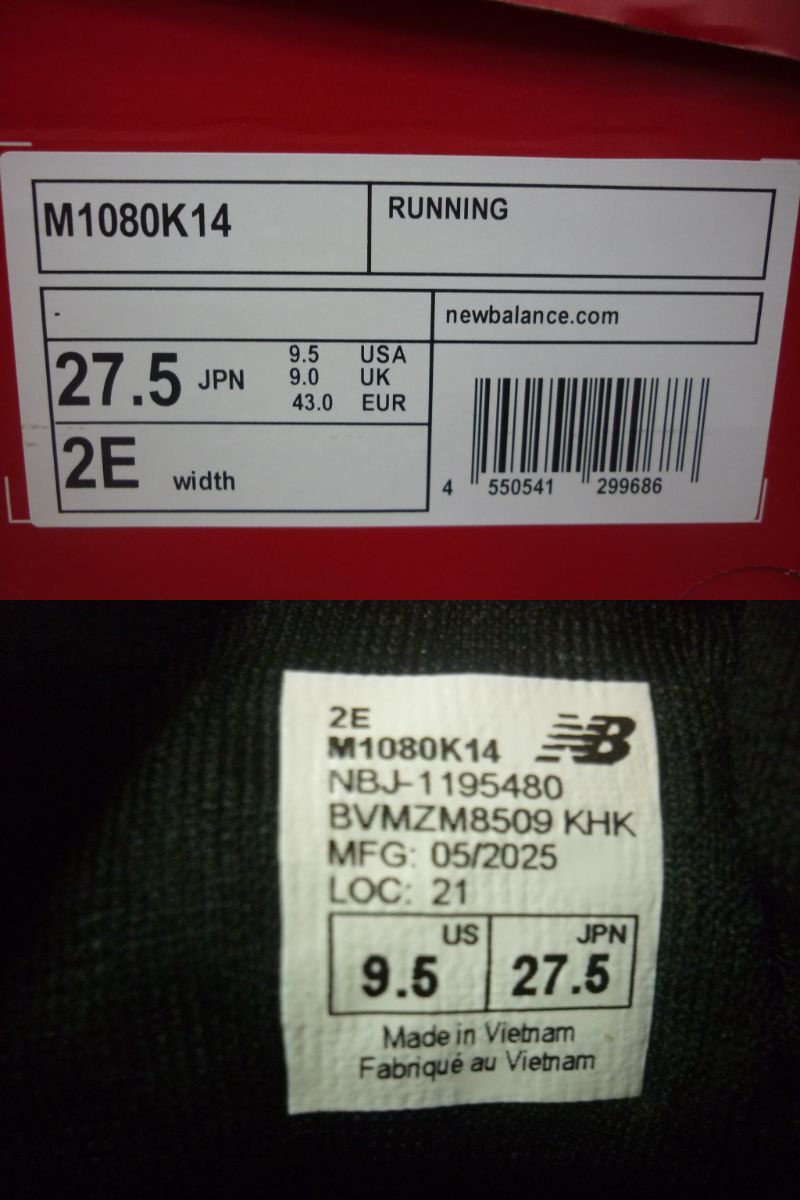 M1080K14
RUNNING
-
newbalance.com
27.5 JPN
9.5 USA
9.0 UK
43.0 EUR
2E width
4 550541 299686
2E
M1080K14
NB
NBJ-1195480
BVMZM8509 KHK
MFG: 05/2025
LOC: 21
US
9.5
JPN
27.5
Made in Vietnam
Fabriqué au Vietnam